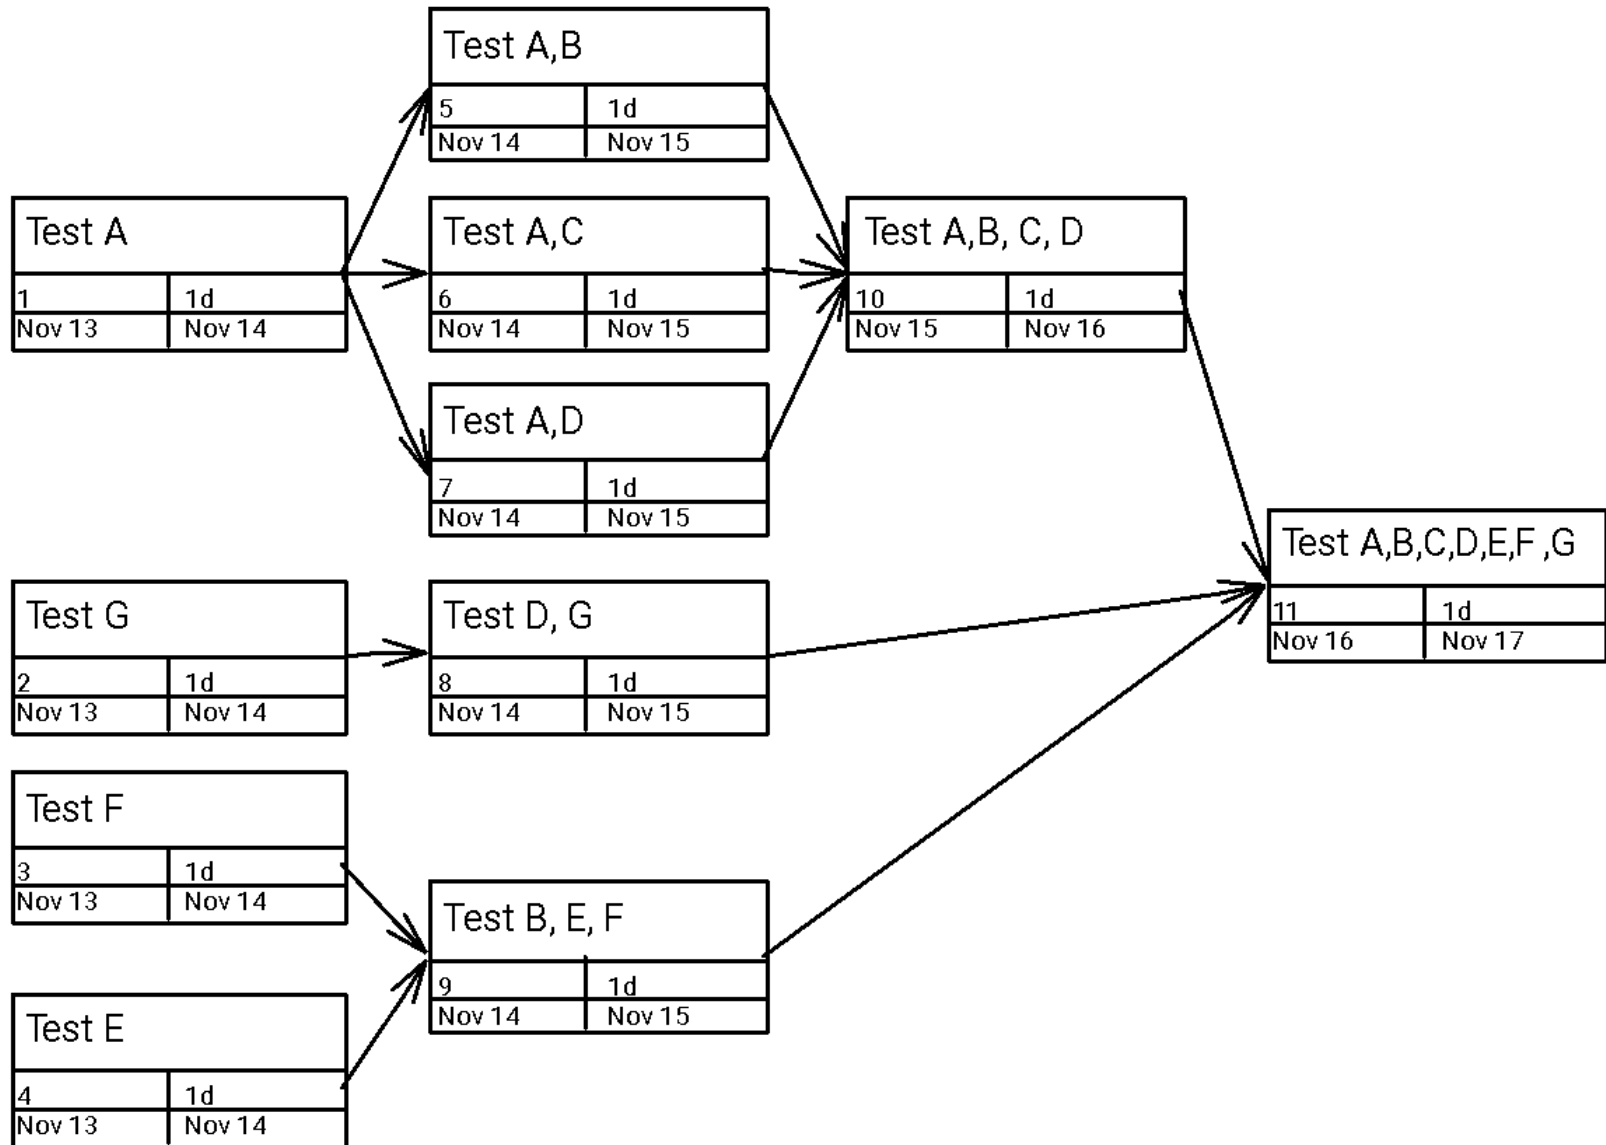 Test A,B
5 1d
Nov 14 Nov 15
Test A
1 1d
Nov 13 Nov 14
Test A,C
6 1d
Nov 14 Nov 15
Test A,B, C, D
10 1d
Nov 15 Nov 16
Test A,D
7 1d
Nov 14 Nov 15
Test A,B,C,D,E,F ,G
11 1d
Nov 16 Nov 17
Test G
2 1d
Nov 13 Nov 14
Test D, G
8 1d
Nov 14 Nov 15
Test F
3 1d
Nov 13 Nov 14
Test B, E, F
9 1d
Nov 14 Nov 15
Test E
4 1d
Nov 13 Nov 14